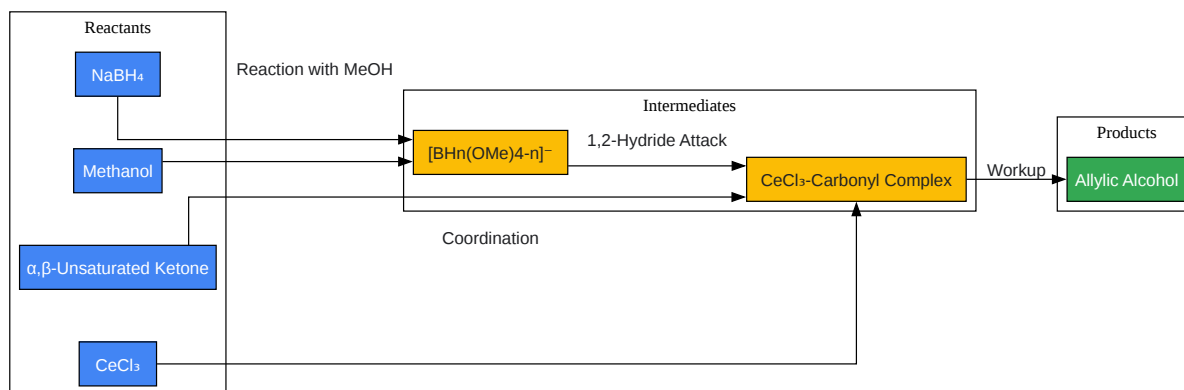 Reactants
NaBH₄
Reaction with MeOH
Intermediates
[BHn(OMe)4-n]⁻
1,2-Hydride Attack
Products
Methanol
CeCl₃-Carbonyl Complex
Workup
Allylic Alcohol
Coordination
α,β-Unsaturated Ketone
CeCl₃